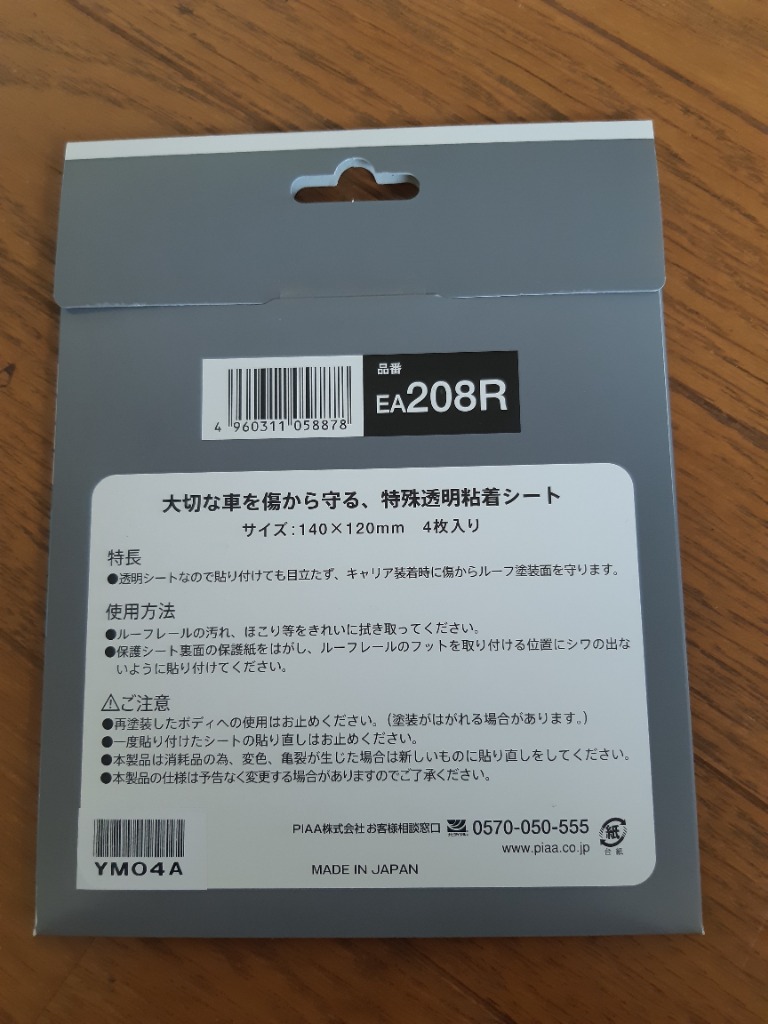 品番
EA208R
4 960311 058878
大切な車を傷から守る、特殊透明粘着シート
サイズ:140×120mm 4枚入り
特長
●透明シートなので貼り付けても目立たず、キャリア装着時に傷からルーフ塗装面を守ります。
使用方法
●ルーフレールの汚れ、ほこり等をきれいに拭き取ってください。
●保護シート裏面の保護紙をはがし、ルーフレールのフットを取り付ける位置にシワの出な
いように貼り付けてください。
⚠ご注意
●再塗装したボディへの使用はお止めください。(塗装がはがれる場合があります。)
●一度貼り付けたシートの貼り直しはお止めください。
●本製品は消耗品の為、変色、亀裂が生じた場合は新しいものに貼り直しをしてください。
●本製品の仕様は予告なく変更する場合がありますのでご了承ください。
PIAA株式会社 お客様相談窓口 0570-050-555
www.piaa.co.jp
紙
台紙
YM04A
MADE IN JAPAN